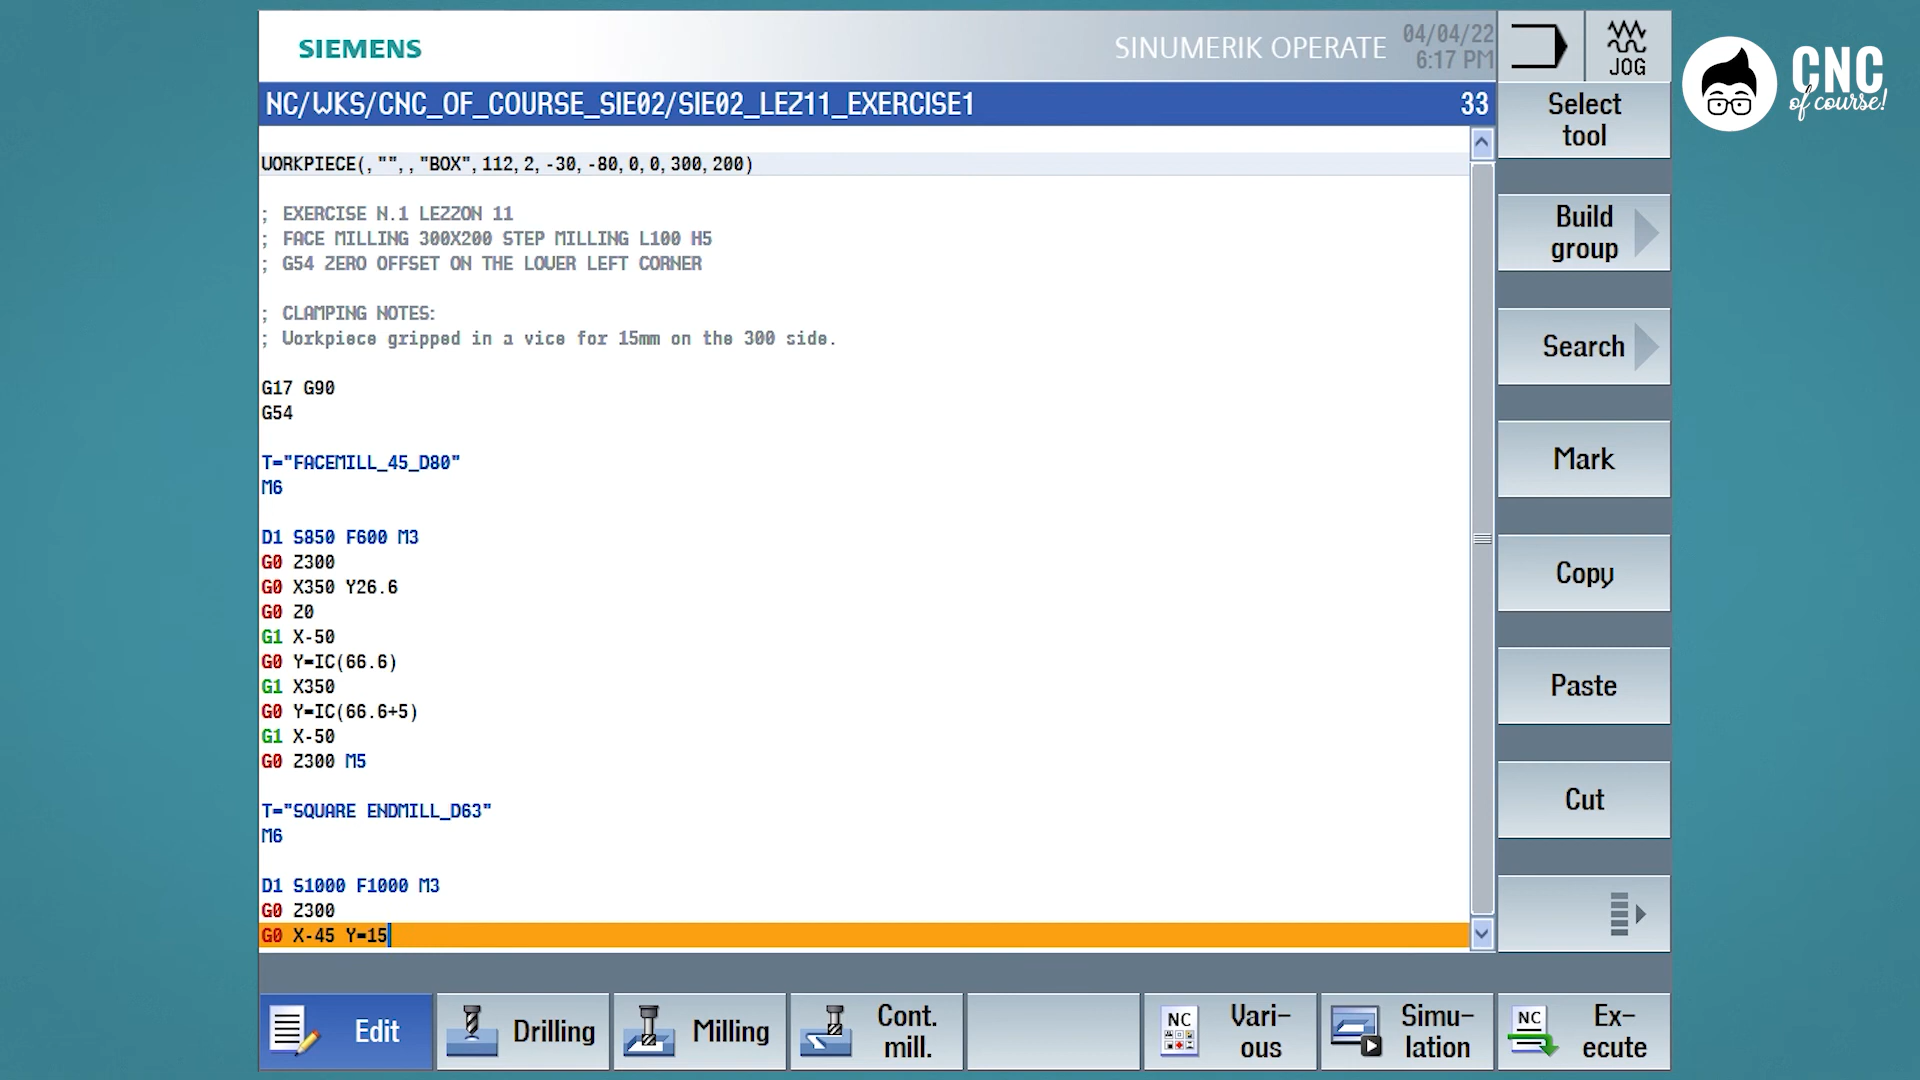 SIEMENS
SINUMERIK OPERATE
04/04/22
6:17 PM
JOG
CNC
of course!
NC/WKS/CNC_OF_COURSE_SIE02/SIE02_LEZ11_EXERCISE1
33
WORKPIECE(,"",,"BOX",112,2,-30,-80,0,0,300,200)
; EXERCISE N.1 LEZZON 11
; FACE MILLING 300X200 STEP MILLING L100 H5
; G54 ZERO OFFSET ON THE LOWER LEFT CORNER
; CLAMPING NOTES:
; Workpiece gripped in a vice for 15mm on the 300 side.
G17 G90
G54
T="FACEMILL_45_D80"
M6
D1 S850 F600 M3
G0 Z300
G0 X350 Y26.6
G0 Z0
G1 X-50
G0 Y=IC(66.6)
G1 X350
G0 Y=IC(66.6+5)
G1 X-50
G0 Z300 M5
T="SQUARE ENDMILL_D63"
M6
D1 S1000 F1000 M3
G0 Z300
G0 X-45 Y=15
Select
tool
Build
group
Search
Mark
Copy
Paste
Cut
Edit
Drilling
Milling
Cont.
mill.
NC
Vari-
ous
Simu-
lation
NC
Ex-
ecute